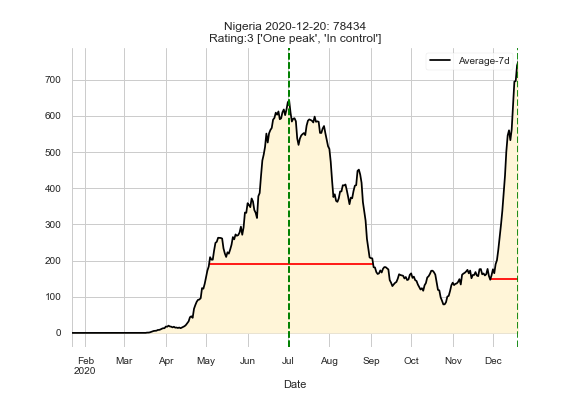 Nigeria 2020-12-20: 78434
Rating:3 ['One peak', 'In control']
Average-7d
700
600
500
400
300
200
100
0
Feb Mar Apr May Jun Jul Aug Sep Oct Nov Dec
2020
Date